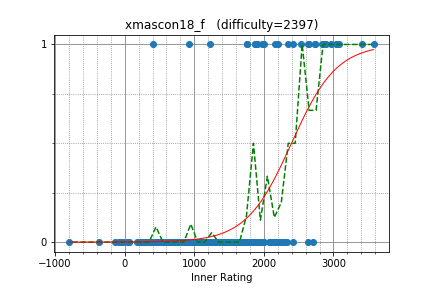 xmascon18_f (difficulty=2397)
1
0
−1000 0 1000 2000 3000
Inner Rating